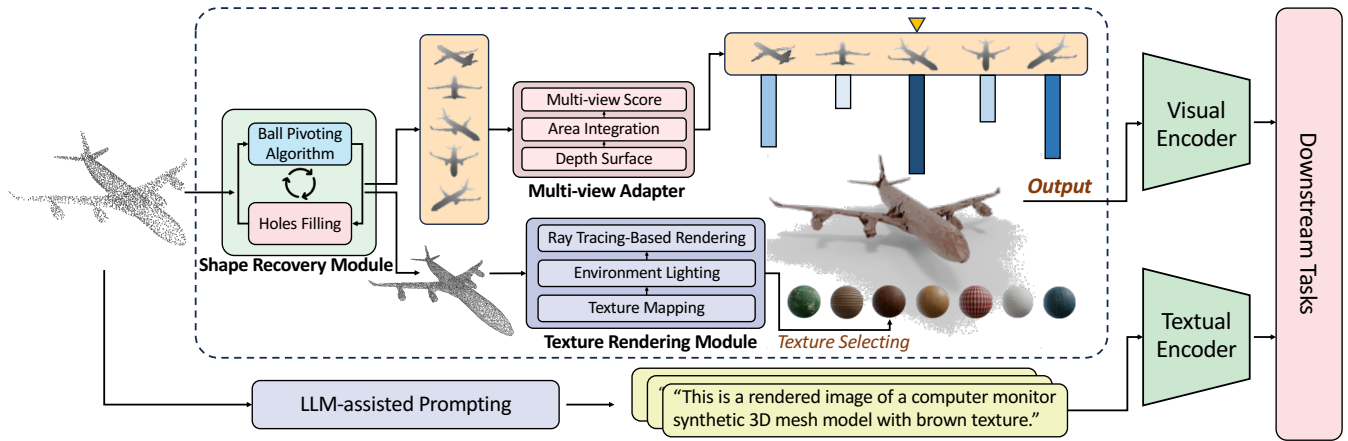 Ball Pivoting
Algorithm
Holes Filling
Shape Recovery Module
Multi-view Score
Area Integration
Depth Surface
Multi-view Adapter
Ray Tracing-Based Rendering
Environment Lighting
Texture Mapping
Texture Rendering Module
Texture Selecting
Output
Visual
Encoder
Textual
Encoder
Downstream Tasks
LLM-assisted Prompting
“
“
“This is a rendered image of a computer monitor
synthetic 3D mesh model with brown texture.”